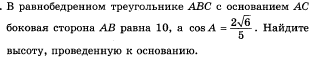 . В равнобедренном треугольнике ABC с основанием AC
боковая сторона AB равна 10, а cos A = 2√6/5. Найдите
высоту, проведенную к основанию.